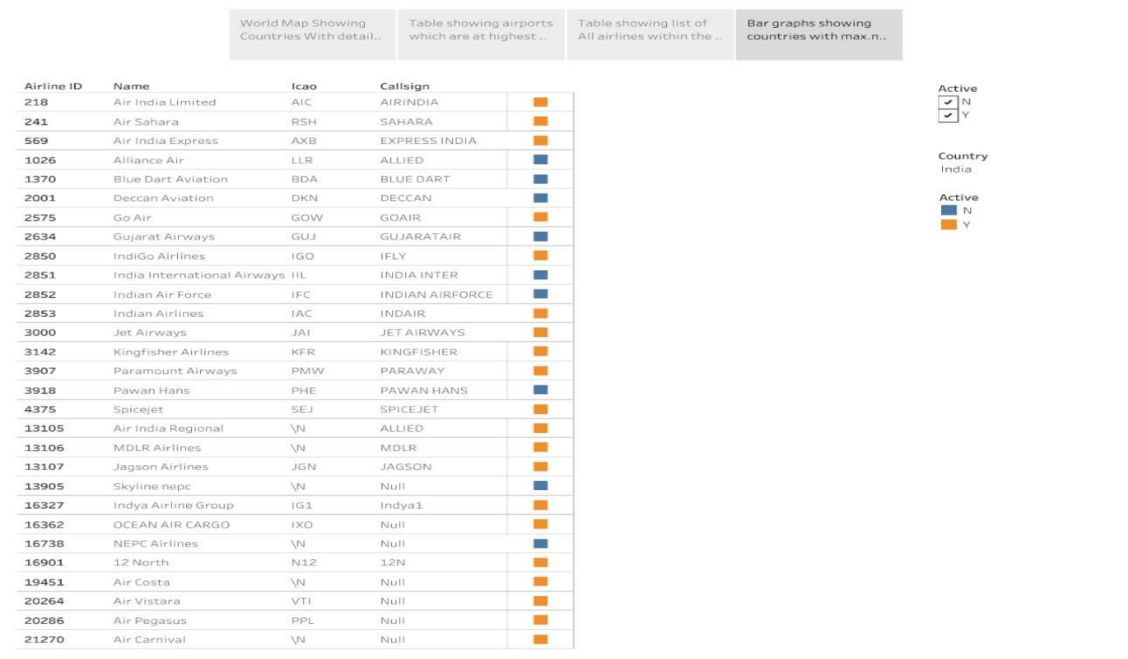 World Map Showing Countries With detail..
Table showing airports which are at highest ..
Table showing list of All airlines within the ..
Bar graphs showing countries with max.n..
Airline ID Name Icao Callsign
218 Air India Limited AIC AIRINDIA
241 Air Sahara RSH SAHARA
569 Air India Express AXB EXPRESS INDIA
1026 Alliance Air LLR ALLIED
1370 Blue Dart Aviation BDA BLUE DART
2001 Deccan Aviation DKN DECCAN
2575 Go Air GOW GOAIR
2634 Gujarat Airways GUJ GUJARATAIR
2850 IndiGo Airlines IGO IFLY
2851 India International Airways IIL INDIA INTER
2852 Indian Air Force IFC INDIAN AIRFORCE
2853 Indian Airlines IAC INDAIR
3000 Jet Airways JAI JET AIRWAYS
3142 Kingfisher Airlines KFR KINGFISHER
3907 Paramount Airways PMW PARAWAY
3918 Pawan Hans PHE PAWAN HANS
4375 Spicejet SEJ SPICEJET
13105 Air India Regional \N ALLIED
13106 MDLR Airlines \N MDLR
13107 Jagson Airlines JGN JAGSON
13905 Skyline nepc \N Null
16327 Indya Airline Group IG1 Indya1
16362 OCEAN AIR CARGO IXO Null
16738 NEPC Airlines \N Null
16901 12 North N12 12N
19451 Air Costa \N Null
20264 Air Vistara VTI Null
20286 Air Pegasus PPL Null
21270 Air Carnival \N Null
Active
N
Y
Country
India
Active
N
Y